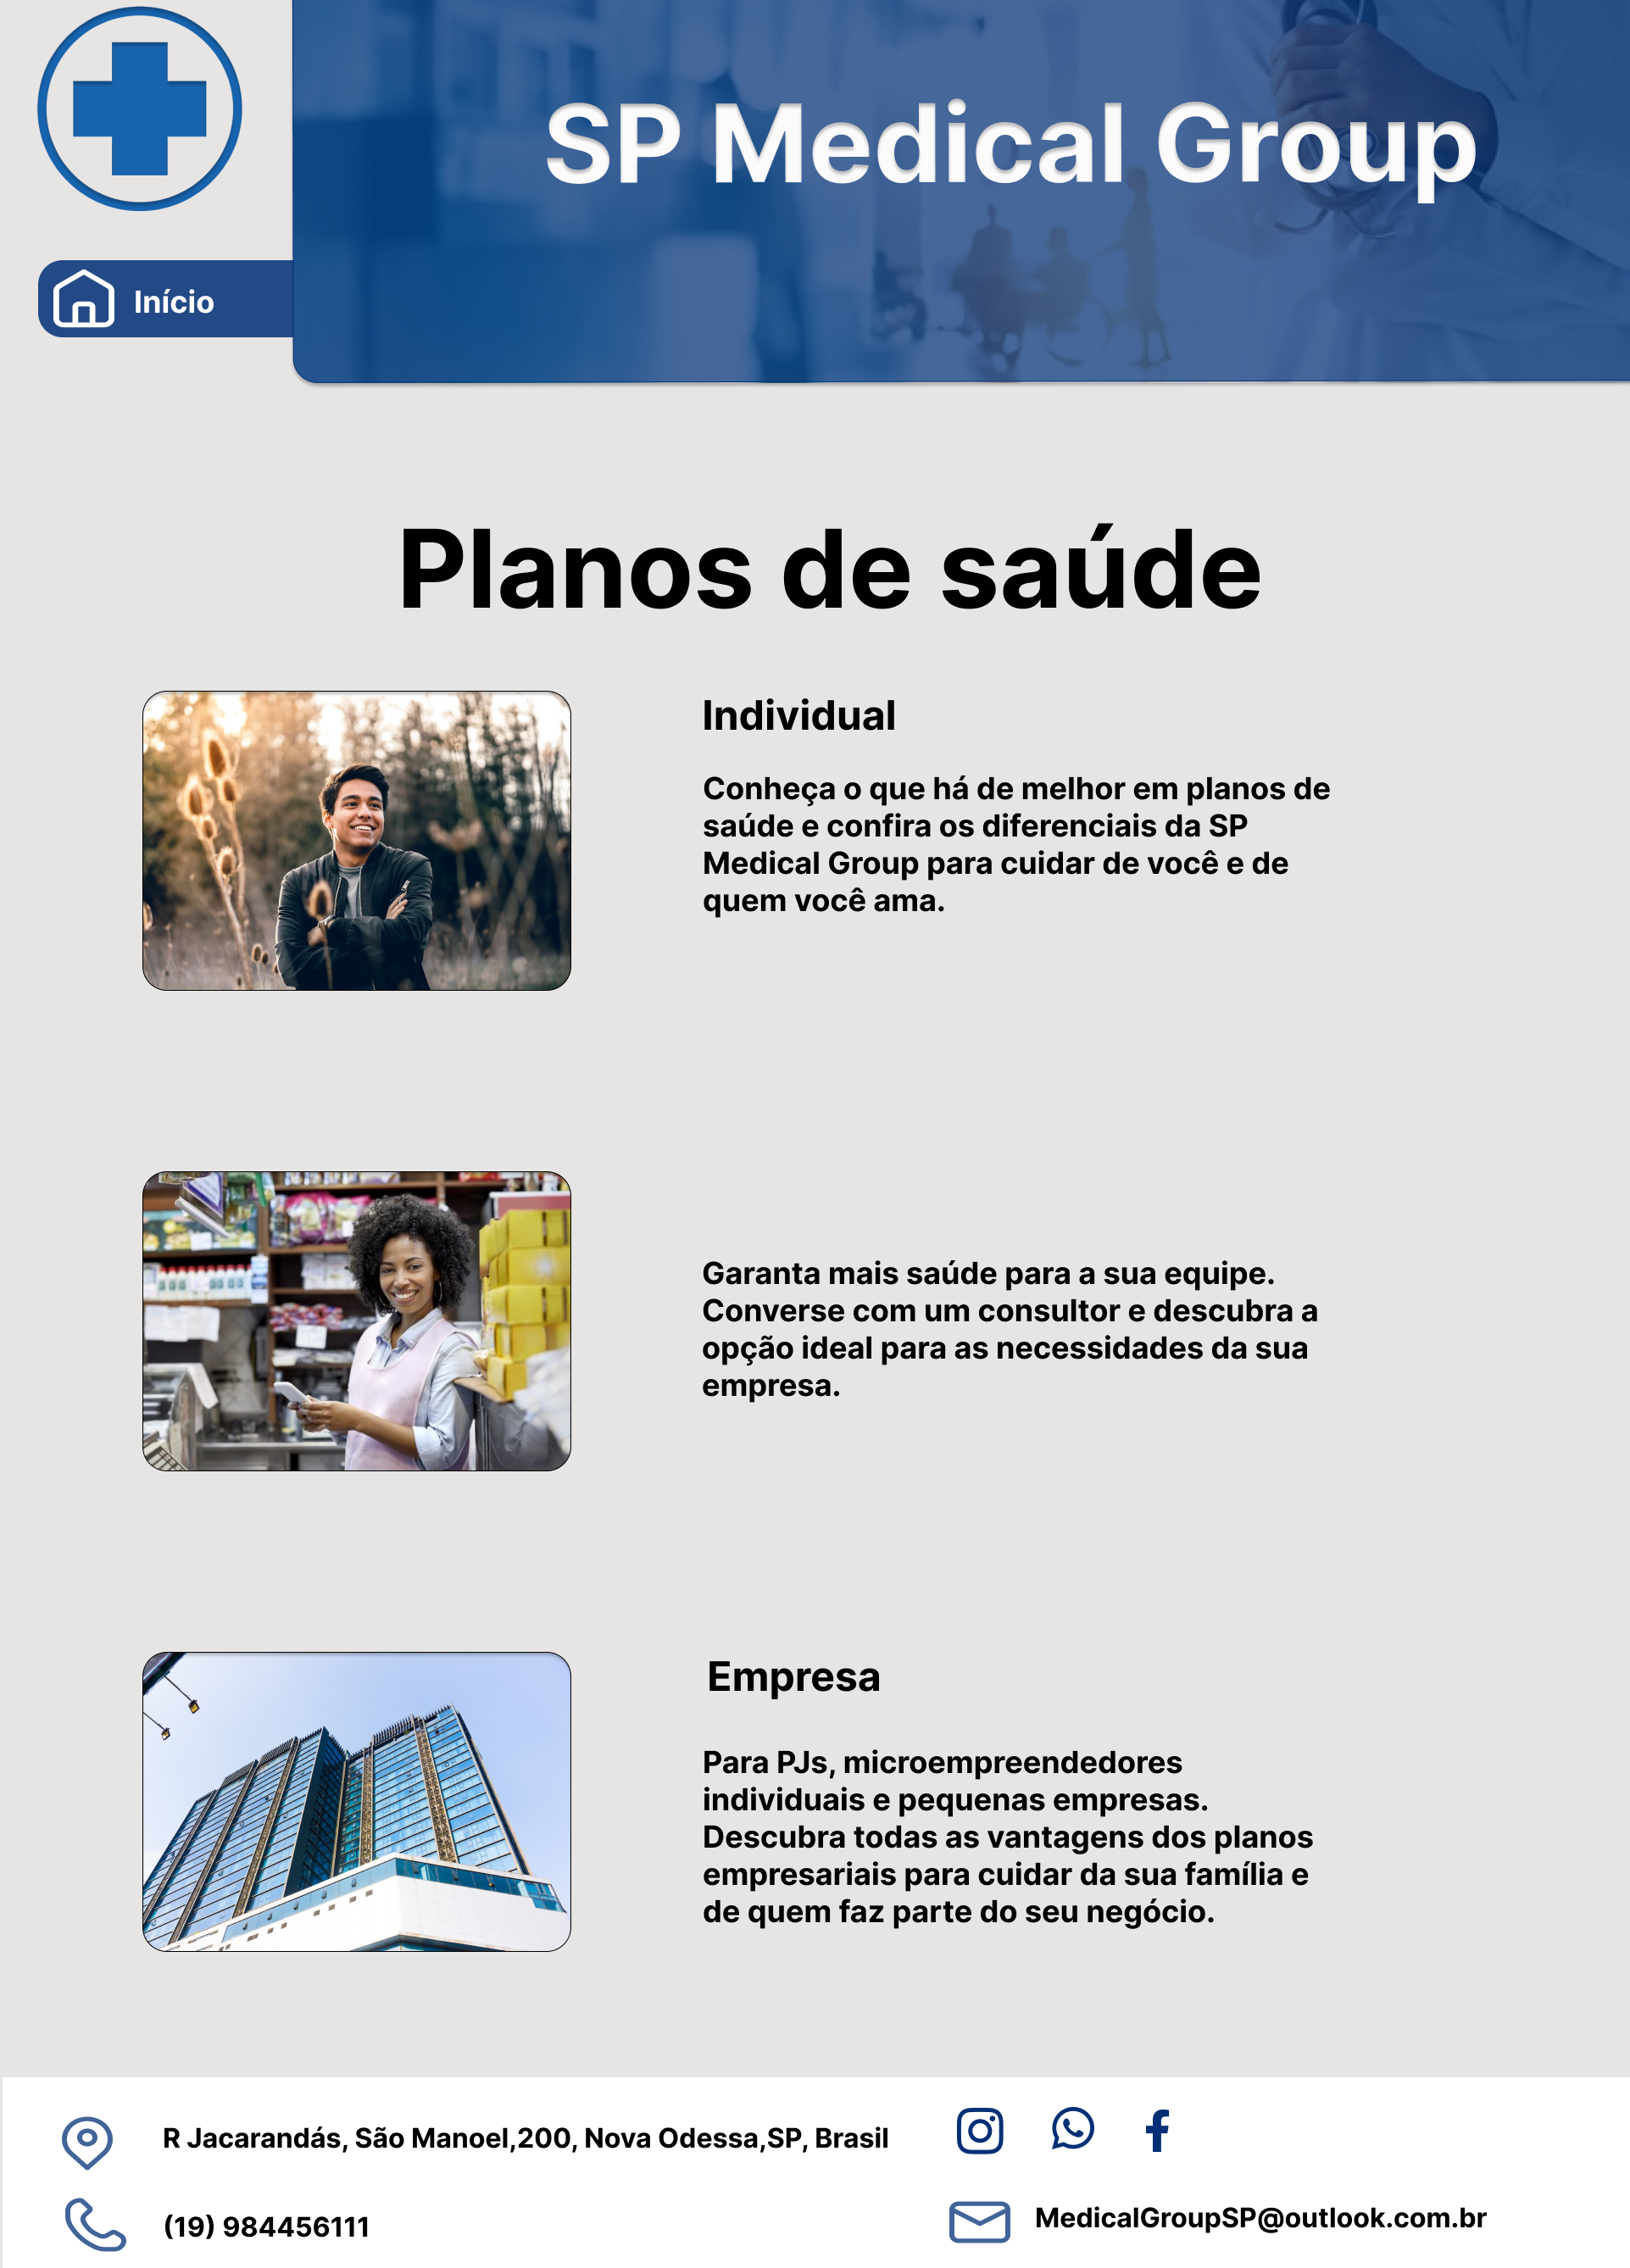 SP Medical Group
Início
Planos de saúde
Individual
Conheça o que há de melhor em planos de
saúde e confira os diferenciais da SP
Medical Group para cuidar de você e de
quem você ama.
Garanta mais saúde para a sua equipe.
Converse com um consultor e descubra a
opção ideal para as necessidades da sua
empresa.
Empresa
Para PJs, microempreendedores
individuais e pequenas empresas.
Descubra todas as vantagens dos planos
empresariais para cuidar da sua família e
de quem faz parte do seu negócio.
R Jacarandás, São Manoel,200, Nova Odessa,SP, Brasil
(19) 984456111
MedicalGroupSP@outlook.com.br